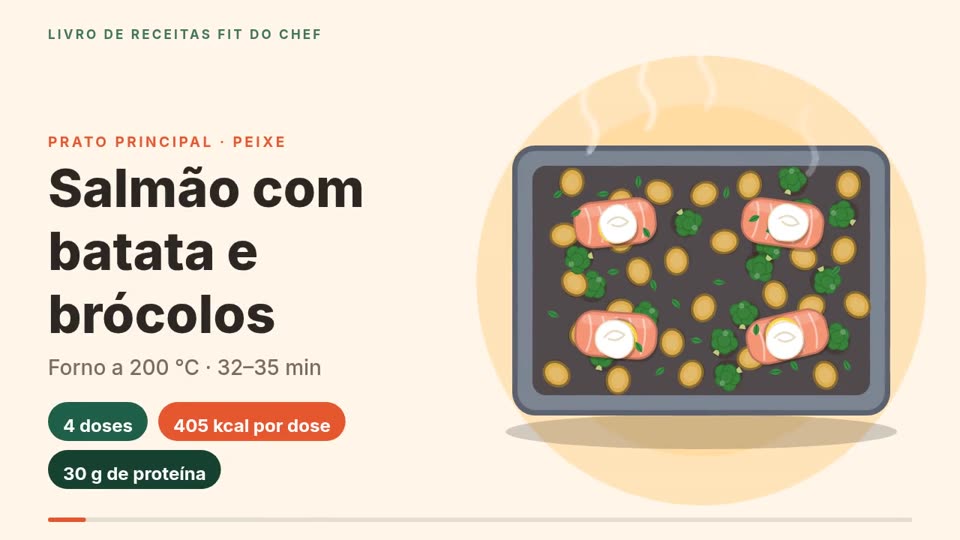 LIVRO DE RECEITAS FIT DO CHEF
PRATO PRINCIPAL · PEIXE
Salmão com
batata e
brócolos
Forno a 200 °C · 32–35 min
4 doses
405 kcal por dose
30 g de proteína